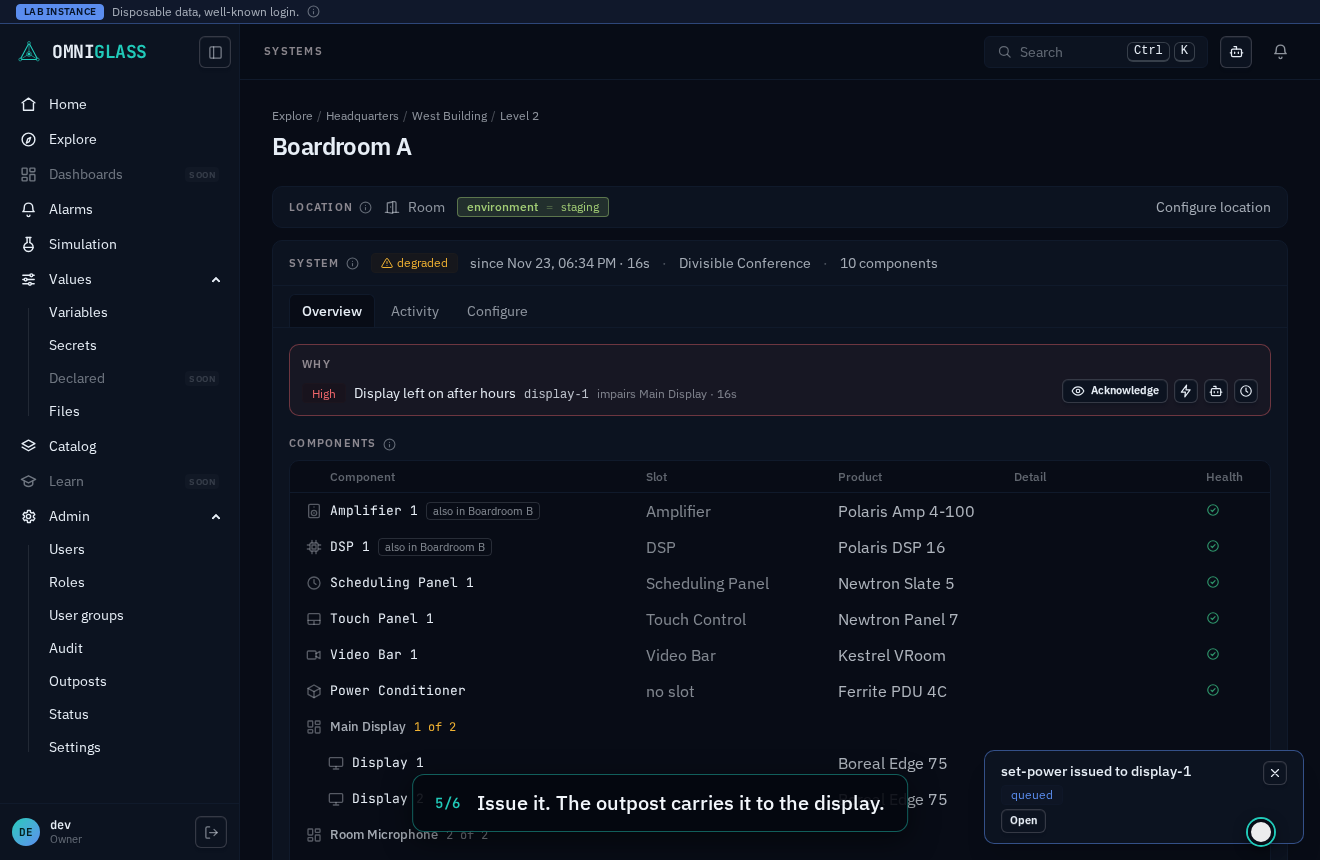 LAB INSTANCE Disposable data, well-known login.
OMNIGLASS
SYSTEMS
Search Ctrl K
Home
Explore
Dashboards SOON
Alarms
Simulation
Values
Variables
Secrets
Declared SOON
Files
Catalog
Learn SOON
Admin
Users
Roles
User groups
Audit
Outposts
Status
Settings
DE dev
Owner
Explore / Headquarters / West Building / Level 2
Boardroom A
LOCATION Room environment = staging Configure location
SYSTEM degraded since Nov 23, 06:34 PM · 16s · Divisible Conference · 10 components
Overview Activity Configure
WHY
High Display left on after hours display-1 impairs Main Display · 16s Acknowledge
COMPONENTS
Component Slot Product Detail Health
Amplifier 1 also in Boardroom B Amplifier Polaris Amp 4-100
DSP 1 also in Boardroom B DSP Polaris DSP 16
Scheduling Panel 1 Scheduling Panel Newtron Slate 5
Touch Panel 1 Touch Control Newtron Panel 7
Video Bar 1 Video Bar Kestrel VRoom
Power Conditioner no slot Ferrite PDU 4C
Main Display 1 of 2
Display 1 Boreal Edge 75
Display 2 Boreal Edge 75
Room Microphone 2 of 2
5/6 Issue it. The outpost carries it to the display.
set-power issued to display-1
queued
Open